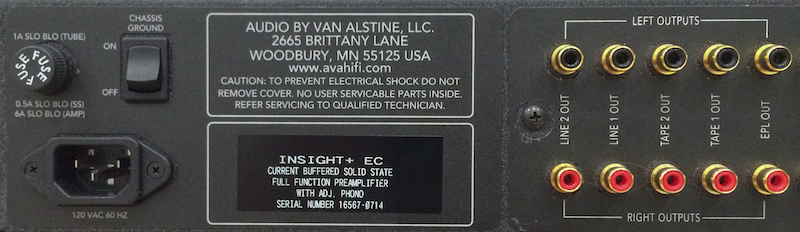 1A SLO BLO (TUBE)
FUSE
FUSE
0.5A SLO BLO (SS)
6A SLO BLO (AMP)
CHASSIS
GROUND
ON
OFF
120 VAC 60 HZ
AUDIO BY VAN ALSTINE, LLC.
2665 BRITTANY LANE
WOODBURY, MN 55125 USA
www.avahifi.com
CAUTION: TO PREVENT ELECTRICAL SHOCK DO NOT
REMOVE COVER. NO USER SERVICABLE PARTS INSIDE.
REFER SERVICING TO QUALIFIED TECHNICIAN.
INSIGHT+ EC
CURRENT BUFFERED SOLID STATE
FULL FUNCTION PREAMPLIFIER
WITH ADJ. PHONO
SERIAL NUMBER 16567-0714
LEFT OUTPUTS
LINE 2 OUT
LINE 1 OUT
TAPE 2 OUT
TAPE 1 OUT
EPL OUT
RIGHT OUTPUTS